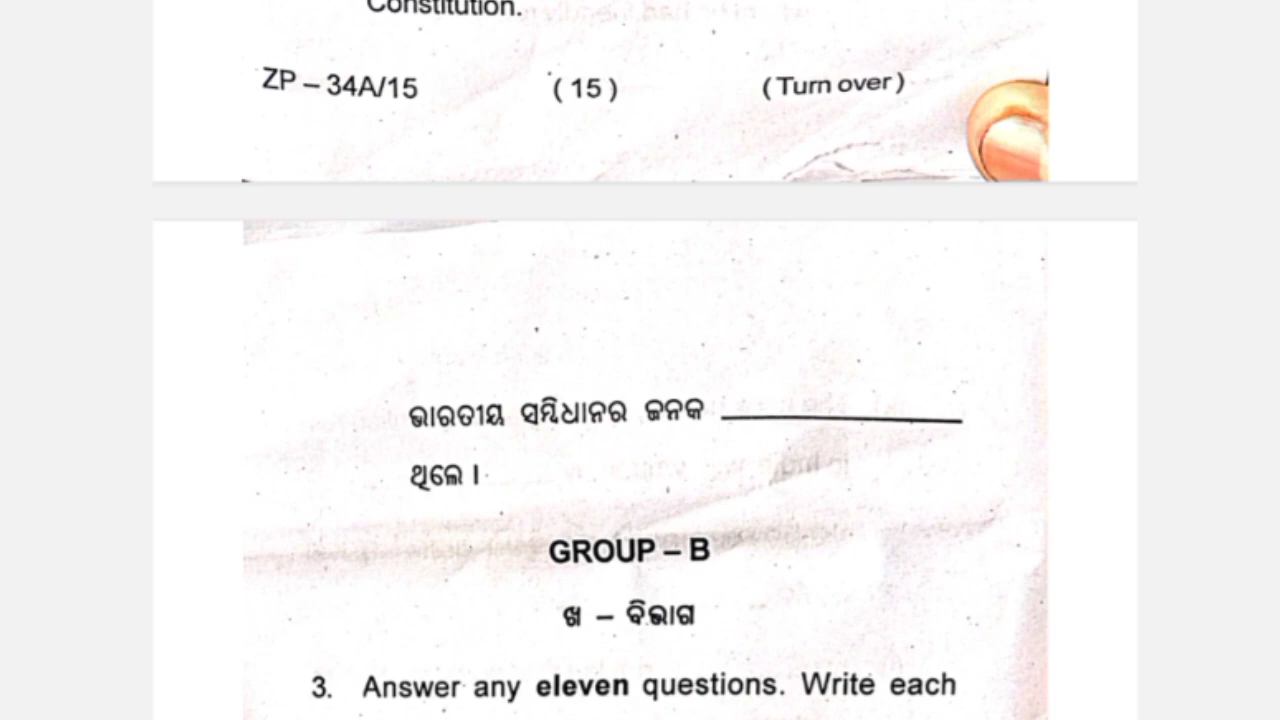 Constitution.
ZP – 34A/15 ( 15 ) ( Turn over )
ଭାରତୀୟ ସମ୍ବିଧାନର ଜନକ ____________
ଥିଲେ ।
GROUP – B
ଖ – ବିଭାଗ
3. Answer any eleven questions. Write each